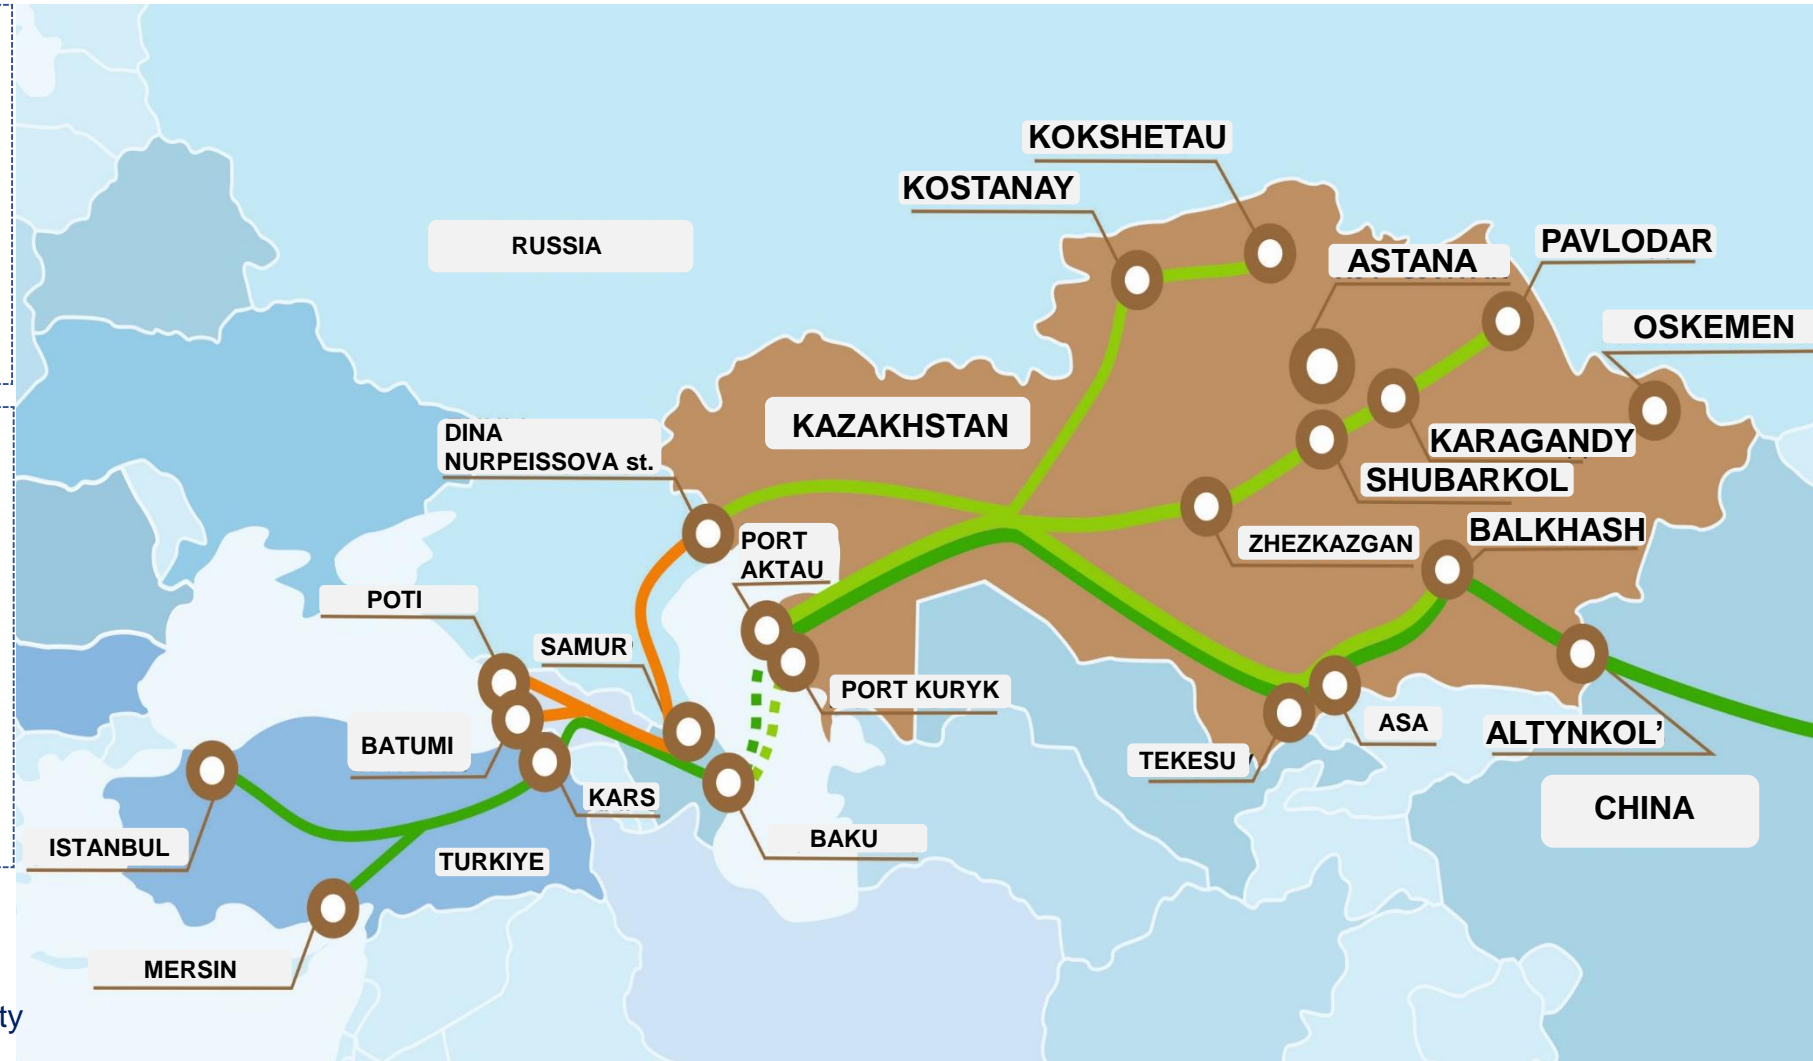 KOKSHETAU
KOSTANAY
RUSSIA
PAVLODAR
ASTANA
OSKEMEN
KAZAKHSTAN
DINA
NURPEISSOVA st.
KARAGANDY
SHUBARKOL
BALKHASH
PORT
AKTAU
ZHEZKAZGAN
POTI
SAMUR
PORT KURYK
ASA
ALTYNKOL’
BATUMI
TEKESU
KARS
CHINA
BAKU
ISTANBUL
TURKIYE
MERSIN
ty